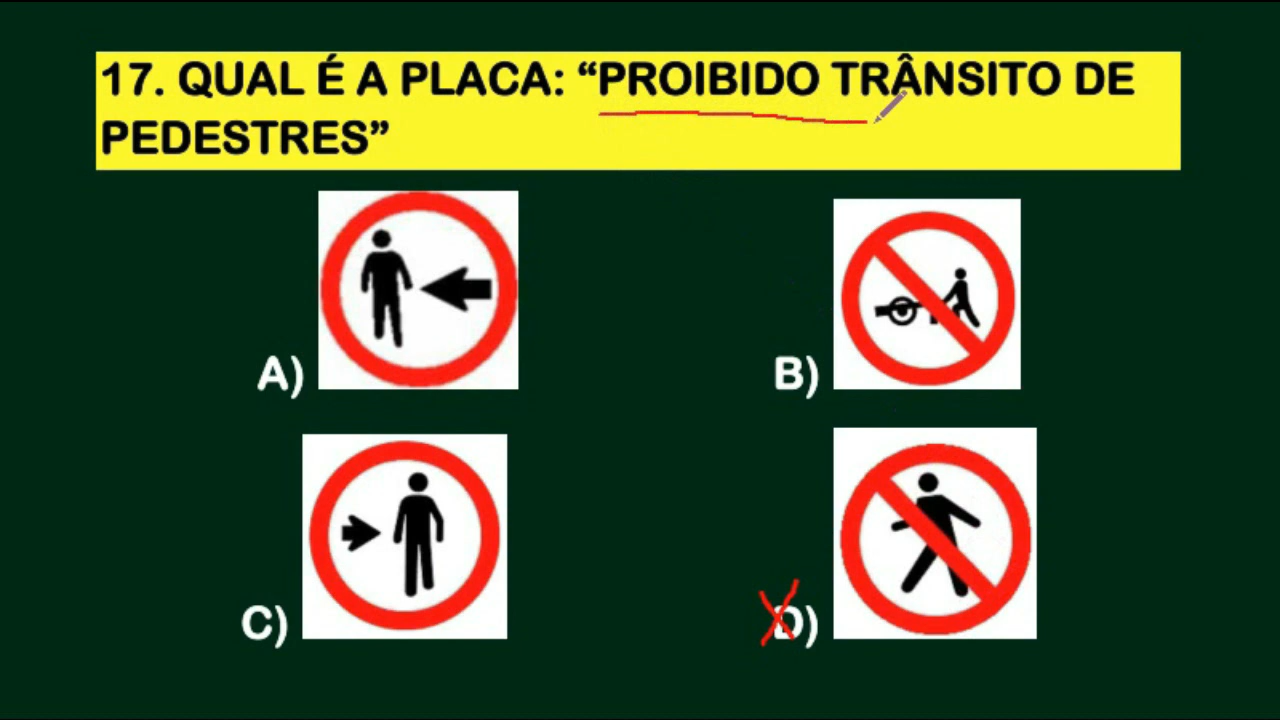 17. QUAL É A PLACA: “PROIBIDO TRÂNSITO DE
PEDESTRES”
A)
B)
C)
D)